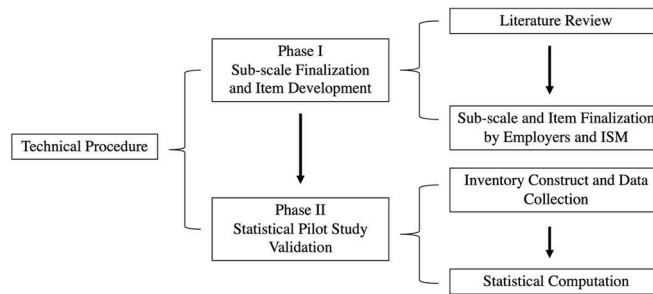 Technical Procedure
Phase I
Sub-scale Finalization
and Item Development
Phase II
Statistical Pilot Study
Validation
Literature Review
Sub-scale and Item Finalization
by Employers and ISM
Inventory Construct and Data
Collection
Statistical Computation